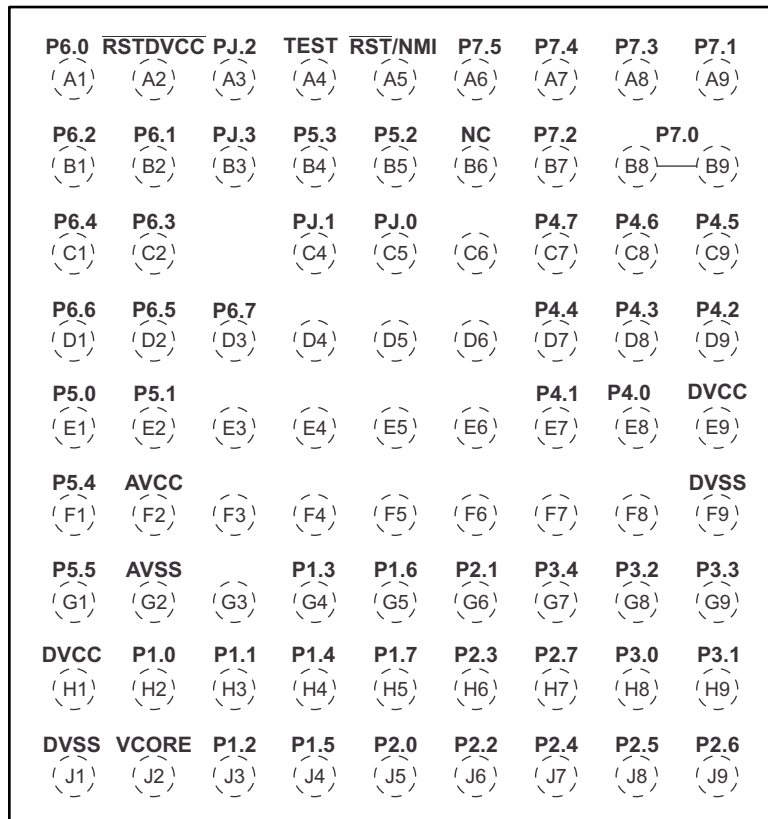 P6.0 RSTDVCC PJ.2 TEST RST/NMI P7.5 P7.4 P7.3 P7.1
A1 A2 A3 A4 A5 A6 A7 A8 A9
P6.2 P6.1 PJ.3 P5.3 P5.2 NC P7.2 P7.0
B1 B2 B3 B4 B5 B6 B7 B8 B9
P6.4 P6.3 PJ.1 PJ.0 P4.7 P4.6 P4.5
C1 C2 C4 C5 C6 C7 C8 C9
P6.6 P6.5 P6.7 P4.4 P4.3 P4.2
D1 D2 D3 D4 D5 D6 D7 D8 D9
P5.0 P5.1 P4.1 P4.0 DVCC
E1 E2 E3 E4 E5 E6 E7 E8 E9
P5.4 AVCC DVSS
F1 F2 F3 F4 F5 F6 F7 F8 F9
P5.5 AVSS P1.3 P1.6 P2.1 P3.4 P3.2 P3.3
G1 G2 G3 G4 G5 G6 G7 G8 G9
DVCC P1.0 P1.1 P1.4 P1.7 P2.3 P2.7 P3.0 P3.1
H1 H2 H3 H4 H5 H6 H7 H8 H9
DVSS VCORE P1.2 P1.5 P2.0 P2.2 P2.4 P2.5 P2.6
J1 J2 J3 J4 J5 J6 J7 J8 J9